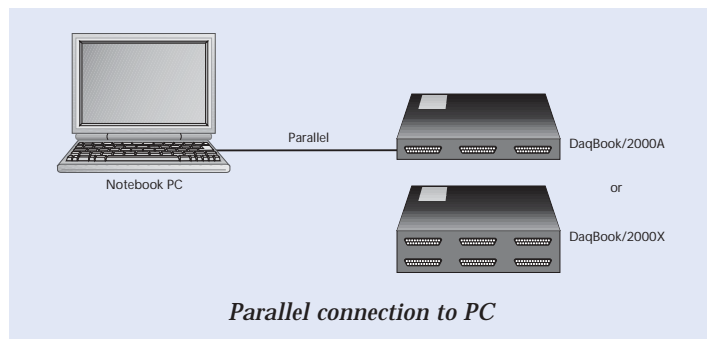 Parallel
Notebook PC
DaqBook/2000A
or
DaqBook/2000X
Parallel connection to PC